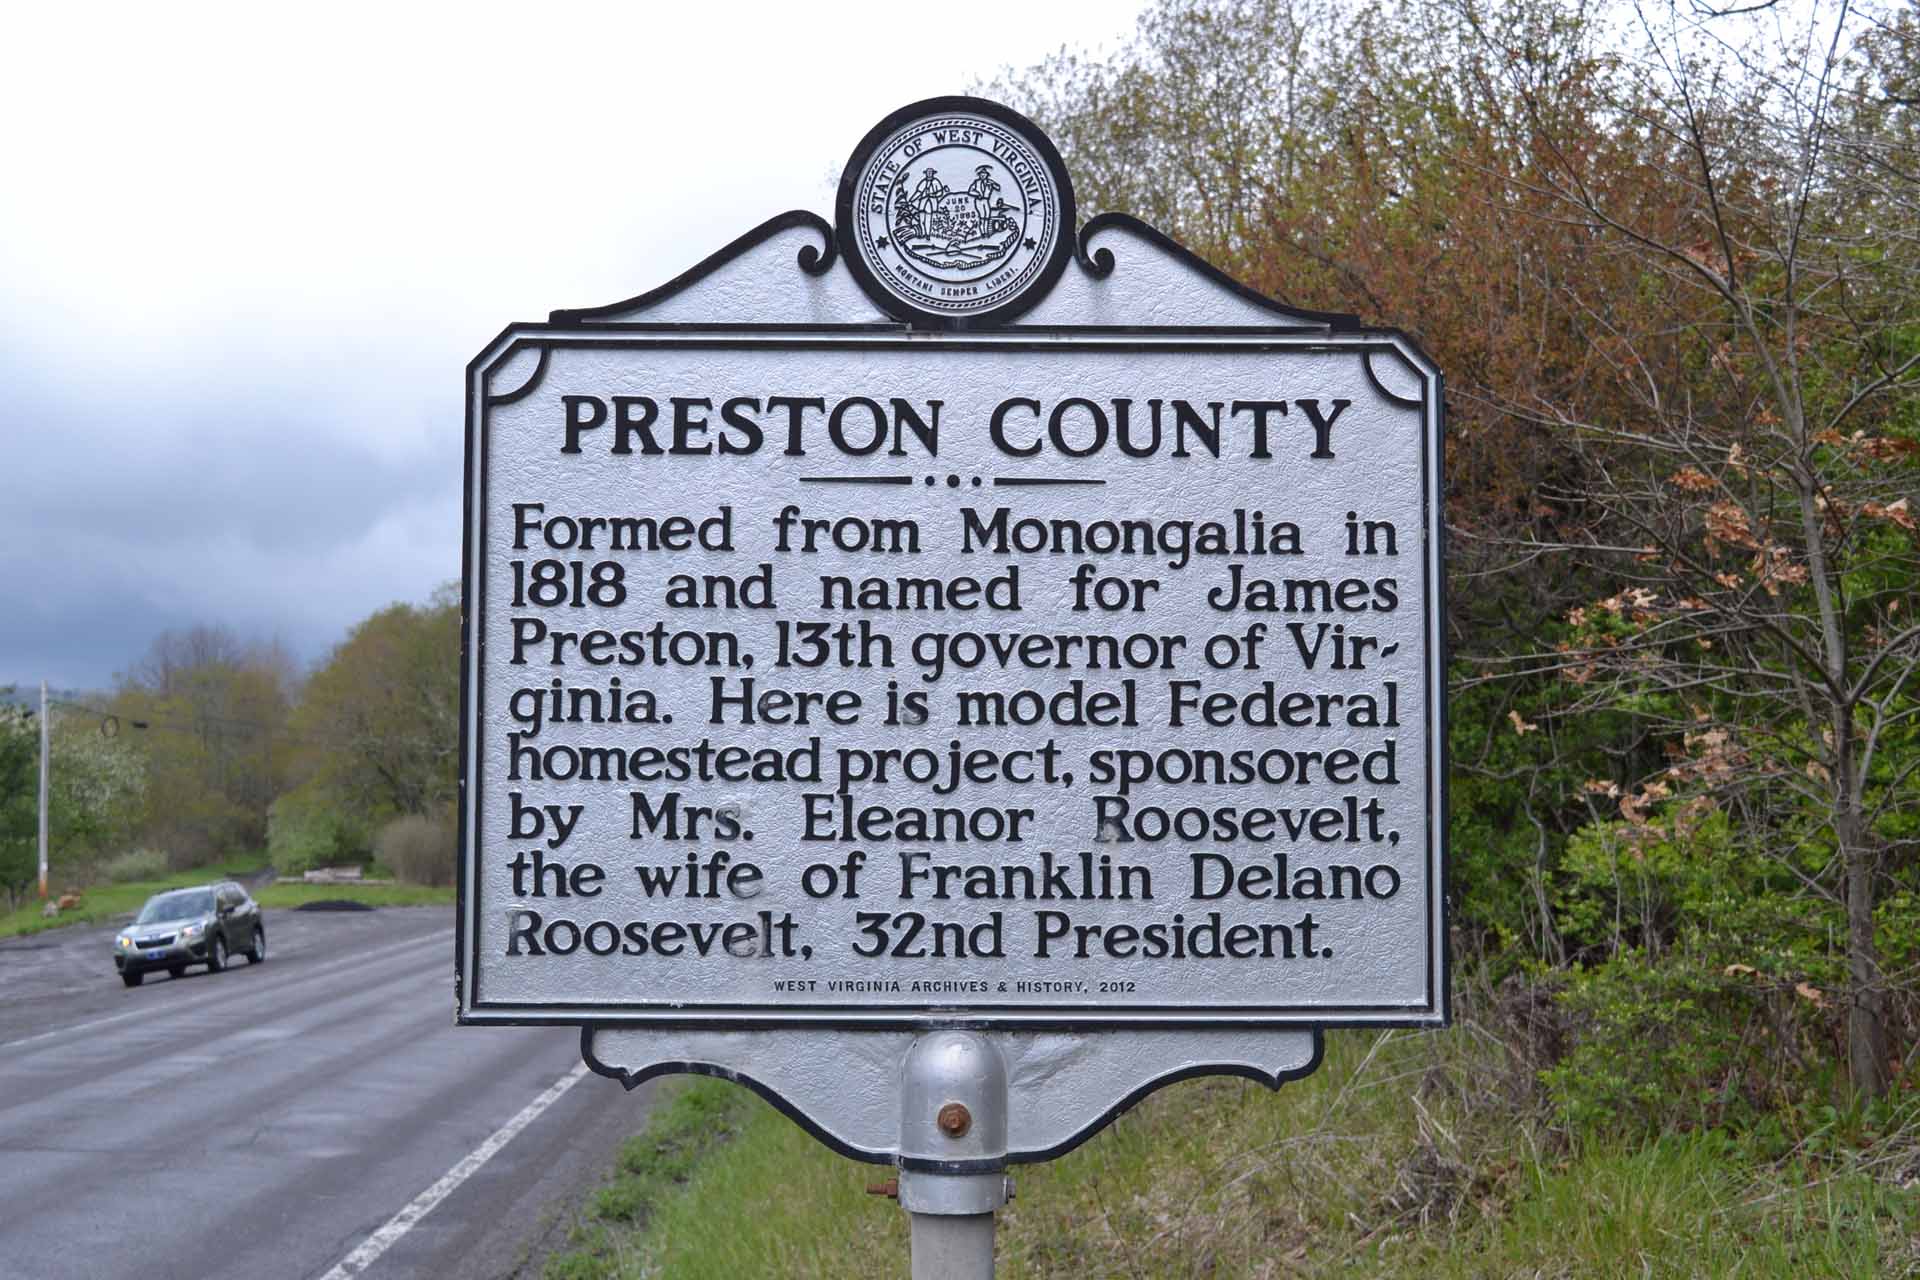 STATE OF WEST VIRGINIA.
JUNE
20
1863
MONTANI SEMPER LIBERI.
PRESTON COUNTY
Formed from Monongalia in
1818 and named for James
Preston, 13th governor of Vir-
ginia. Here is model Federal
homestead project, sponsored
by Mrs. Eleanor Roosevelt,
the wife of Franklin Delano
Roosevelt, 32nd President.
WEST VIRGINIA ARCHIVES & HISTORY, 2012